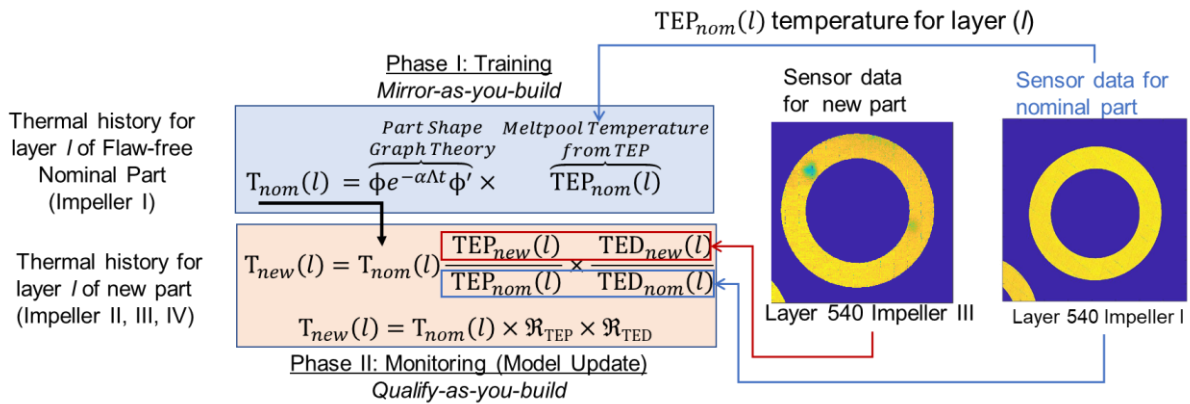 TEP_nom(l) temperature for layer (l)
Phase I: Training
Mirror-as-you-build
Thermal history for
layer l of Flaw-free
Nominal Part
(Impeller I)
Part Shape
Graph Theory
Meltpool Temperature
from TEP
T_nom(l) = ϕe^{−αΛt}ϕ′ × TEP_nom(l)
Sensor data
for new part
Sensor data for
nominal part
Thermal history for
layer l of new part
(Impeller II, III, IV)
T_new(l) = T_nom(l) TEP_new(l)/TEP_nom(l) × TED_new(l)/TED_nom(l)
T_new(l) = T_nom(l) × ℜ_TEP × ℜ_TED
Phase II: Monitoring (Model Update)
Qualify-as-you-build
Layer 540 Impeller III
Layer 540 Impeller I